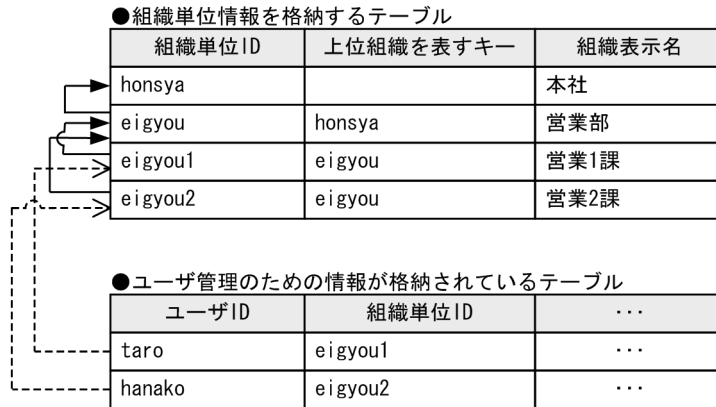 ●組織単位情報を格納するテーブル
組織単位ID 上位組織を表すキー 組織表示名
honsya 本社
eigyou honsya 営業部
eigyou1 eigyou 営業1課
eigyou2 eigyou 営業2課
●ユーザ管理のための情報が格納されているテーブル
ユーザID 組織単位ID ・・・
taro eigyou1 ・・・
hanako eigyou2 ・・・